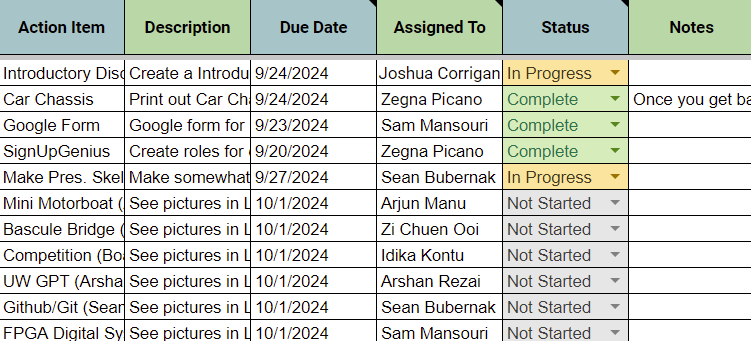 Action Item Description Due Date Assigned To Status Notes
Introductory Disc Create a Introdu 9/24/2024 Joshua Corrigan In Progress
Car Chassis Print out Car Cha 9/24/2024 Zegna Picano Complete Once you get ba
Google Form Google form for 9/23/2024 Sam Mansouri Complete
SignUpGenius Create roles for 9/20/2024 Zegna Picano Complete
Make Pres. Skel Make somewhat 9/27/2024 Sean Bubernak In Progress
Mini Motorboat ( See pictures in L 10/1/2024 Arjun Manu Not Started
Bascule Bridge ( See pictures in L 10/1/2024 Zi Chuen Ooi Not Started
Competition (Boa See pictures in L 10/1/2024 Idika Kontu Not Started
UW GPT (Arsha See pictures in L 10/1/2024 Arshan Rezai Not Started
Github/Git (Sean See pictures in L 10/1/2024 Sean Bubernak Not Started
FPGA Digital Sy See pictures in L 10/1/2024 Sam Mansouri Not Started